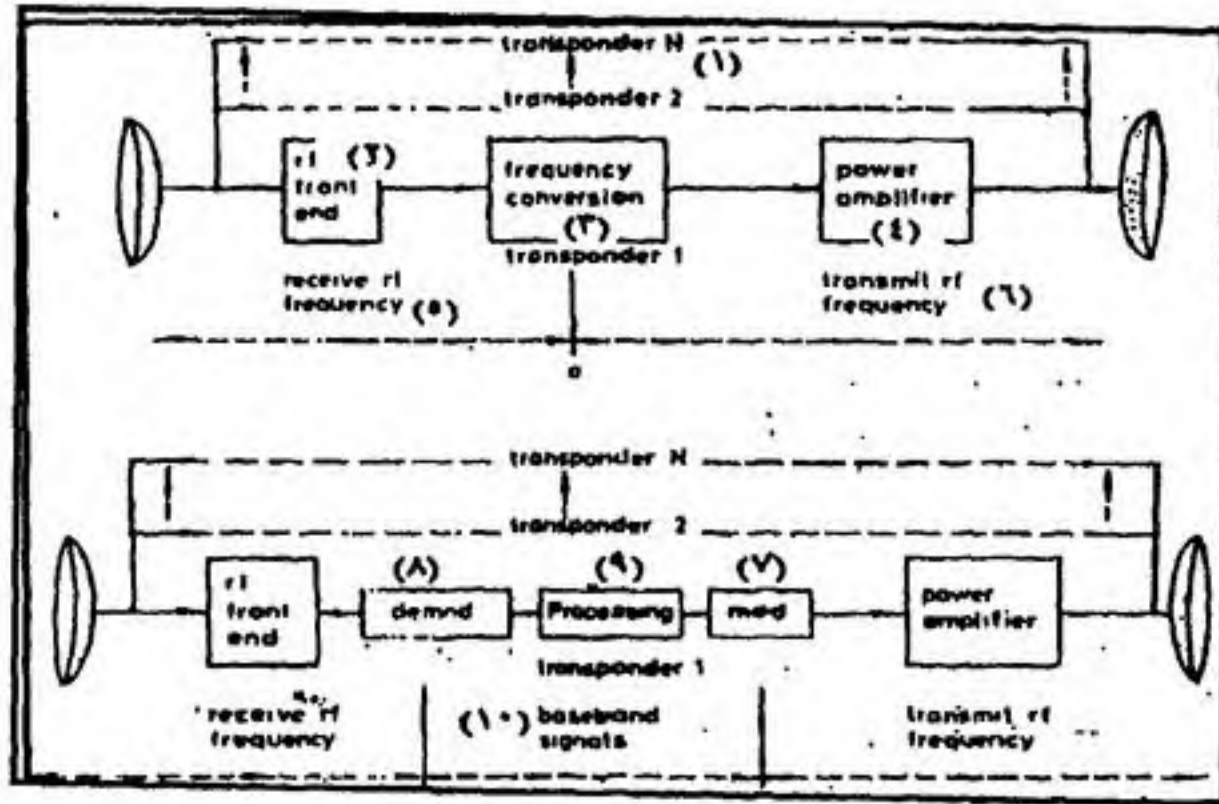 transponder N (١)
transponder 2
rf (٢)
front
end
frequency
conversion
(٣)
power
amplifier
(٤)
transponder 1
receive rf
frequency (٥)
transmit rf
frequency (٦)
transponder N
transponder 2
rf
front
end
(٨)
demod
(٩)
Processing
(٧)
mod
power
amplifier
transponder 1
receive rf
frequency
(١٠) baseband
signals
transmit rf
frequency